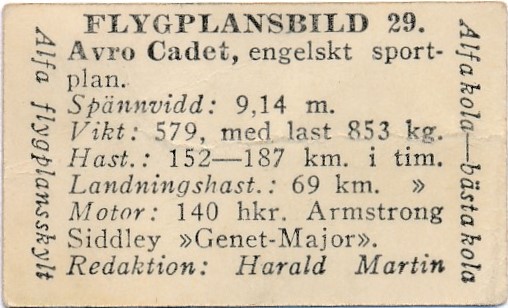 FLYGPLANSBILD 29.
Avro Cadet, engelskt sport-
plan.
Spännvidd: 9,14 m.
Vikt: 579, med last 853 kg.
Hast.: 152—187 km. i tim.
Landningshast.: 69 km. »
Motor: 140 hkr. Armstrong
Siddley »Genet-Major».
Redaktion: Harald Martin
Alfa flygplansskylt
Alfa kola—bästa kola